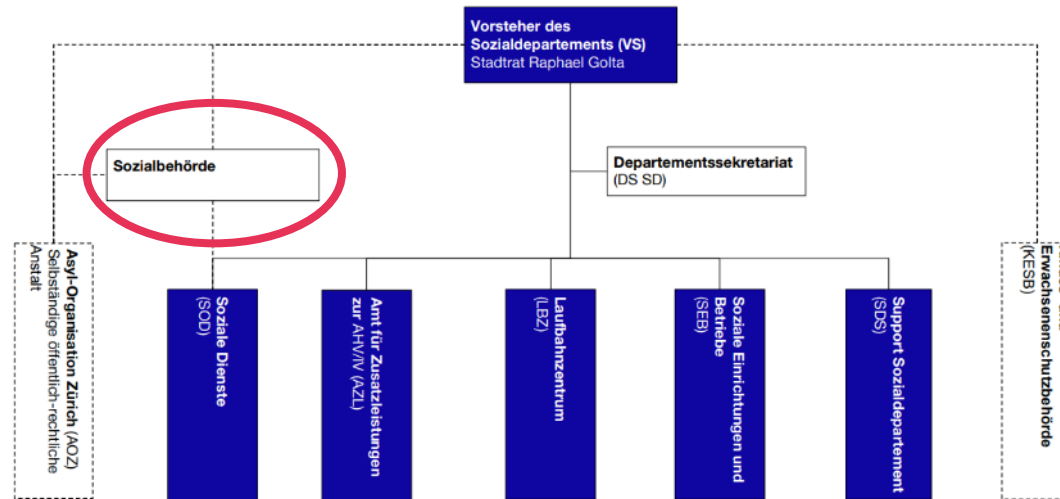 Vorsteher des
Sozialdepartements (VS)
Stadtrat Raphael Golta
Sozialbehörde
Departementssekretariat
(DS SD)
Asyl-Organisation Zürich (AOZ)
Selbständige öffentlich-rechtliche
Anstalt
Soziale Dienste
(SOD)
Amt für Zusatzleistungen
zur AHV/IV (AZL)
Laufbahnzentrum
(LBZ)
Soziale Einrichtungen und
Betriebe
(SEB)
Support Sozialdepartement
(SDS)
Erwachsenenschutzbehörde
(KESB)